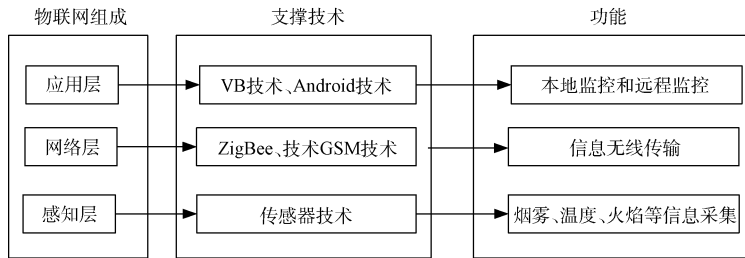 物联网组成 支撑技术 功能
应用层 VB技术、Android技术 本地监控和远程监控
网络层 ZigBee、技术GSM技术 信息无线传输
感知层 传感器技术 烟雾、温度、火焰等信息采集